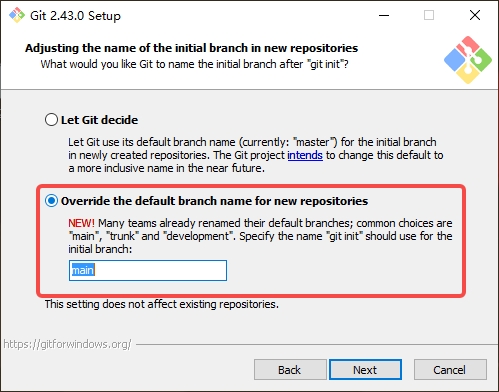 Git 2.43.0 Setup
Adjusting the name of the initial branch in new repositories
What would you like Git to name the initial branch after "git init"?
Let Git decide
Let Git use its default branch name (currently: "master") for the initial branch
in newly created repositories. The Git project intends to change this default to
a more inclusive name in the near future.
Override the default branch name for new repositories
NEW! Many teams already renamed their default branches; common choices are
"main", "trunk" and "development". Specify the name "git init" should use for the
initial branch:
main
This setting does not affect existing repositories.
https://gitforwindows.org/
Back
Next
Cancel